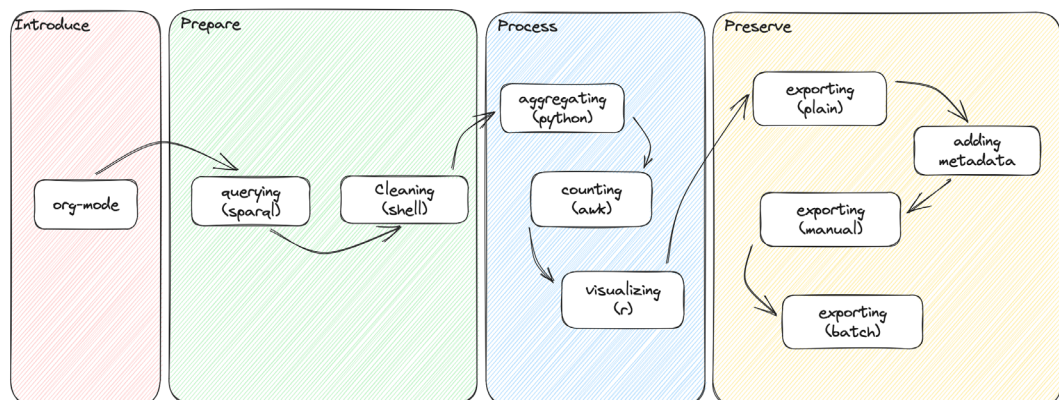 Introduce
org-mode
Prepare
querying
(sparql)
Cleaning
(shell)
Process
aggregating
(python)
counting
(awk)
visualizing
(r)
Preserve
exporting
(plain)
adding
metadata
exporting
(manual)
exporting
(batch)